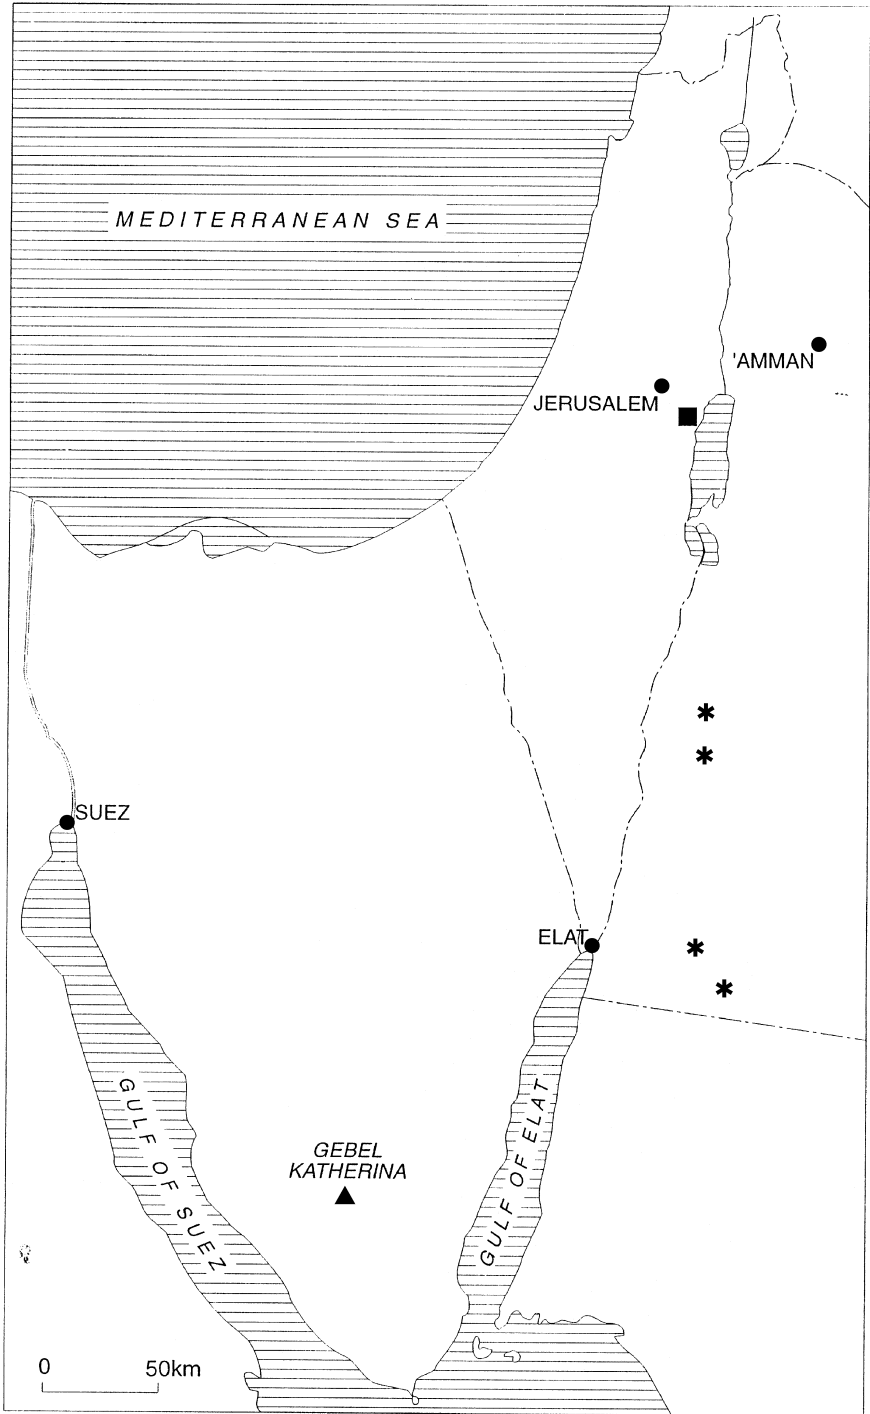 MEDITERRANEAN SEA
'AMMAN
JERUSALEM
SUEZ
ELAT
GULF OF SUEZ
GEBEL
KATHERINA
GULF OF ELAT
0 50km